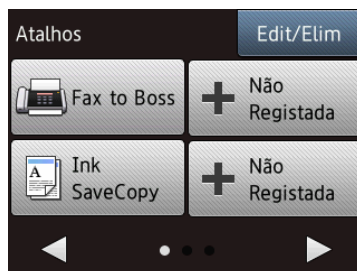 Atalhos
Edit/Elim
Fax to Boss
Não
Registada
A
Ink
SaveCopy
Não
Registada